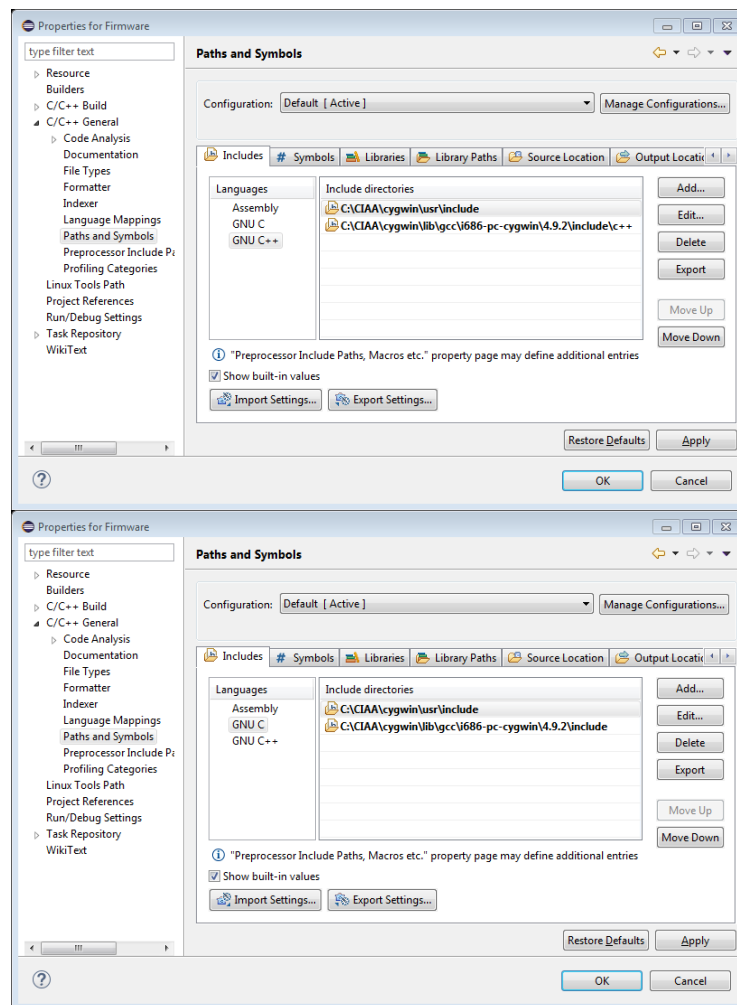 Properties for Firmware
type filter text
Paths and Symbols
Resource
Builders
C/C++ Build
C/C++ General
Code Analysis
Documentation
File Types
Formatter
Indexer
Language Mappings
Paths and Symbols
Preprocessor Include Pa
Profiling Categories
Linux Tools Path
Project References
Run/Debug Settings
Task Repository
WikiText
Configuration: Default [ Active ] Manage Configurations...
Includes # Symbols Libraries Library Paths Source Location Output Locatic
Languages Include directories Add...
Assembly C:\CIAA\cygwin\usr\include
GNU C C:\CIAA\cygwin\lib\gcc\i686-pc-cygwin\4.9.2\include\c++ Edit...
GNU C++ Delete
Export
Move Up
Move Down
"Preprocessor Include Paths, Macros etc." property page may define additional entries
Show built-in values
Import Settings... Export Settings...
Restore Defaults Apply
OK Cancel
Properties for Firmware
type filter text
Paths and Symbols
Resource
Builders
C/C++ Build
C/C++ General
Code Analysis
Documentation
File Types
Formatter
Indexer
Language Mappings
Paths and Symbols
Preprocessor Include Pa
Profiling Categories
Linux Tools Path
Project References
Run/Debug Settings
Task Repository
WikiText
Configuration: Default [ Active ] Manage Configurations...
Includes # Symbols Libraries Library Paths Source Location Output Locatic
Languages Include directories Add...
Assembly C:\CIAA\cygwin\usr\include
GNU C C:\CIAA\cygwin\lib\gcc\i686-pc-cygwin\4.9.2\include Edit...
GNU C++ Delete
Export
Move Up
Move Down
"Preprocessor Include Paths, Macros etc." property page may define additional entries
Show built-in values
Import Settings... Export Settings...
Restore Defaults Apply
OK Cancel